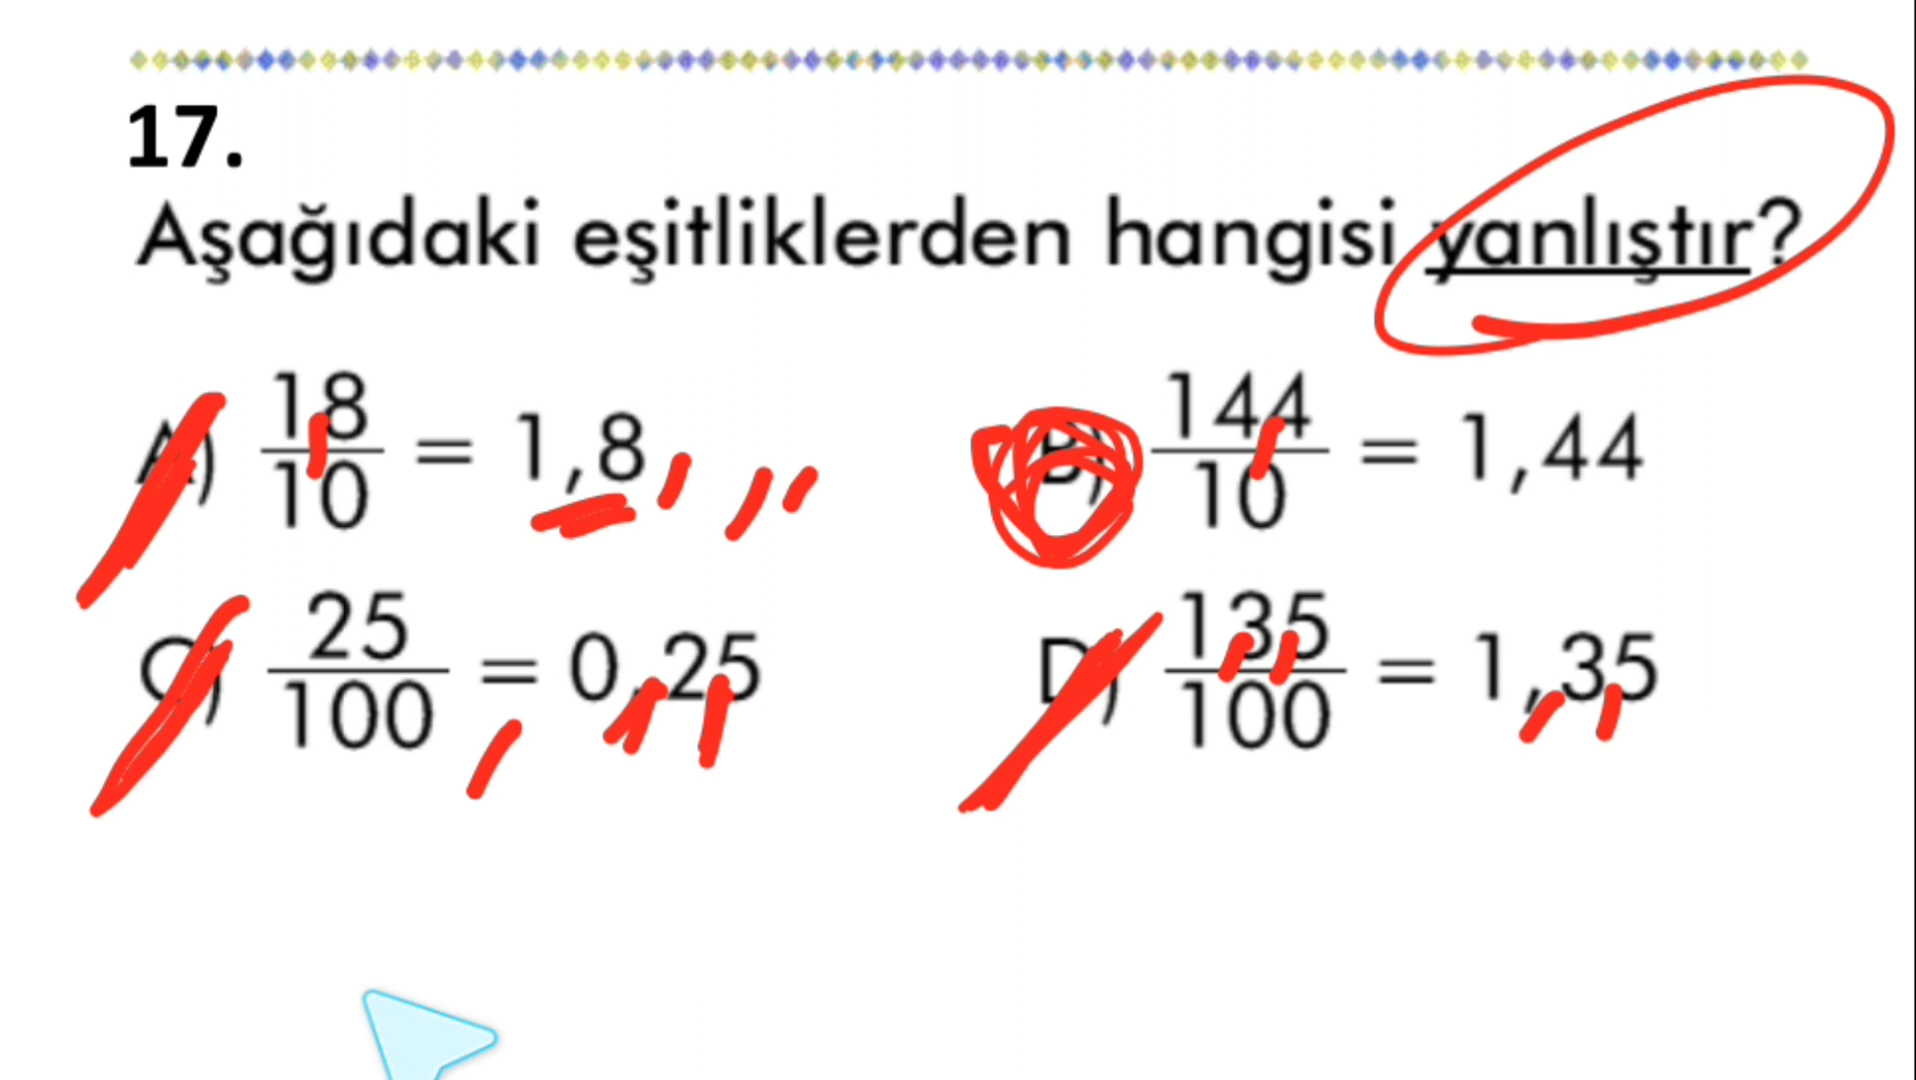 17.
Aşağıdaki eşitliklerden hangisi yanlıştır?
A) 18/10 = 1,8 B) 144/10 = 1,44
C) 25/100 = 0,25 D) 135/100 = 1,35